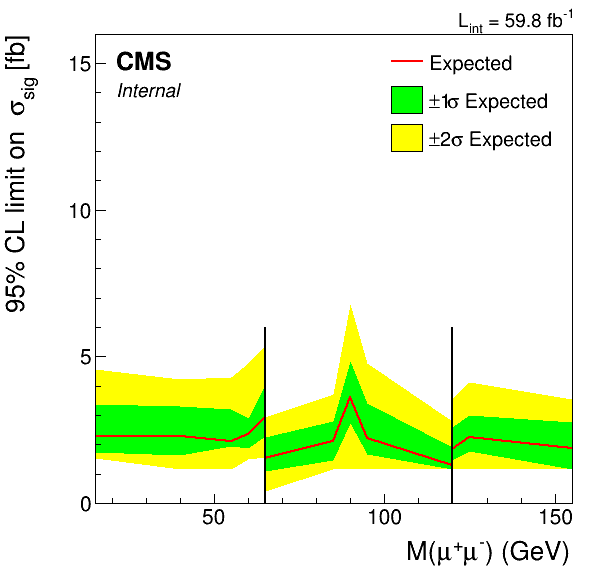 L_int = 59.8 fb⁻¹
CMS
Internal
Expected
±1σ Expected
±2σ Expected
95% CL limit on σ_sig [fb]
15
10
5
0
50
100
150
M(μ⁺μ⁻) (GeV)